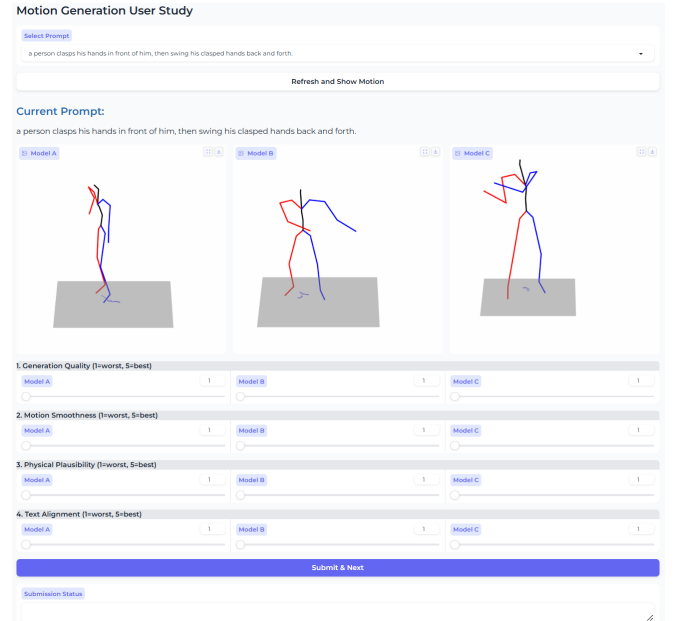 Motion Generation User Study
Select Prompt
a person clasps his hands in front of him, then swing his clasped hands back and forth.
Refresh and Show Motion
Current Prompt:
a person clasps his hands in front of him, then swing his clasped hands back and forth.
Model A Model B Model C
1. Generation Quality (1=worst, 5=best)
Model A 1 Model B 1 Model C 1
2. Motion Smoothness (1=worst, 5=best)
Model A 1 Model B 1 Model C 1
3. Physical Plausibility (1=worst, 5=best)
Model A 1 Model B 1 Model C 1
4. Text Alignment (1=worst, 5=best)
Model A 1 Model B 1 Model C 1
Submit & Next
Submission Status